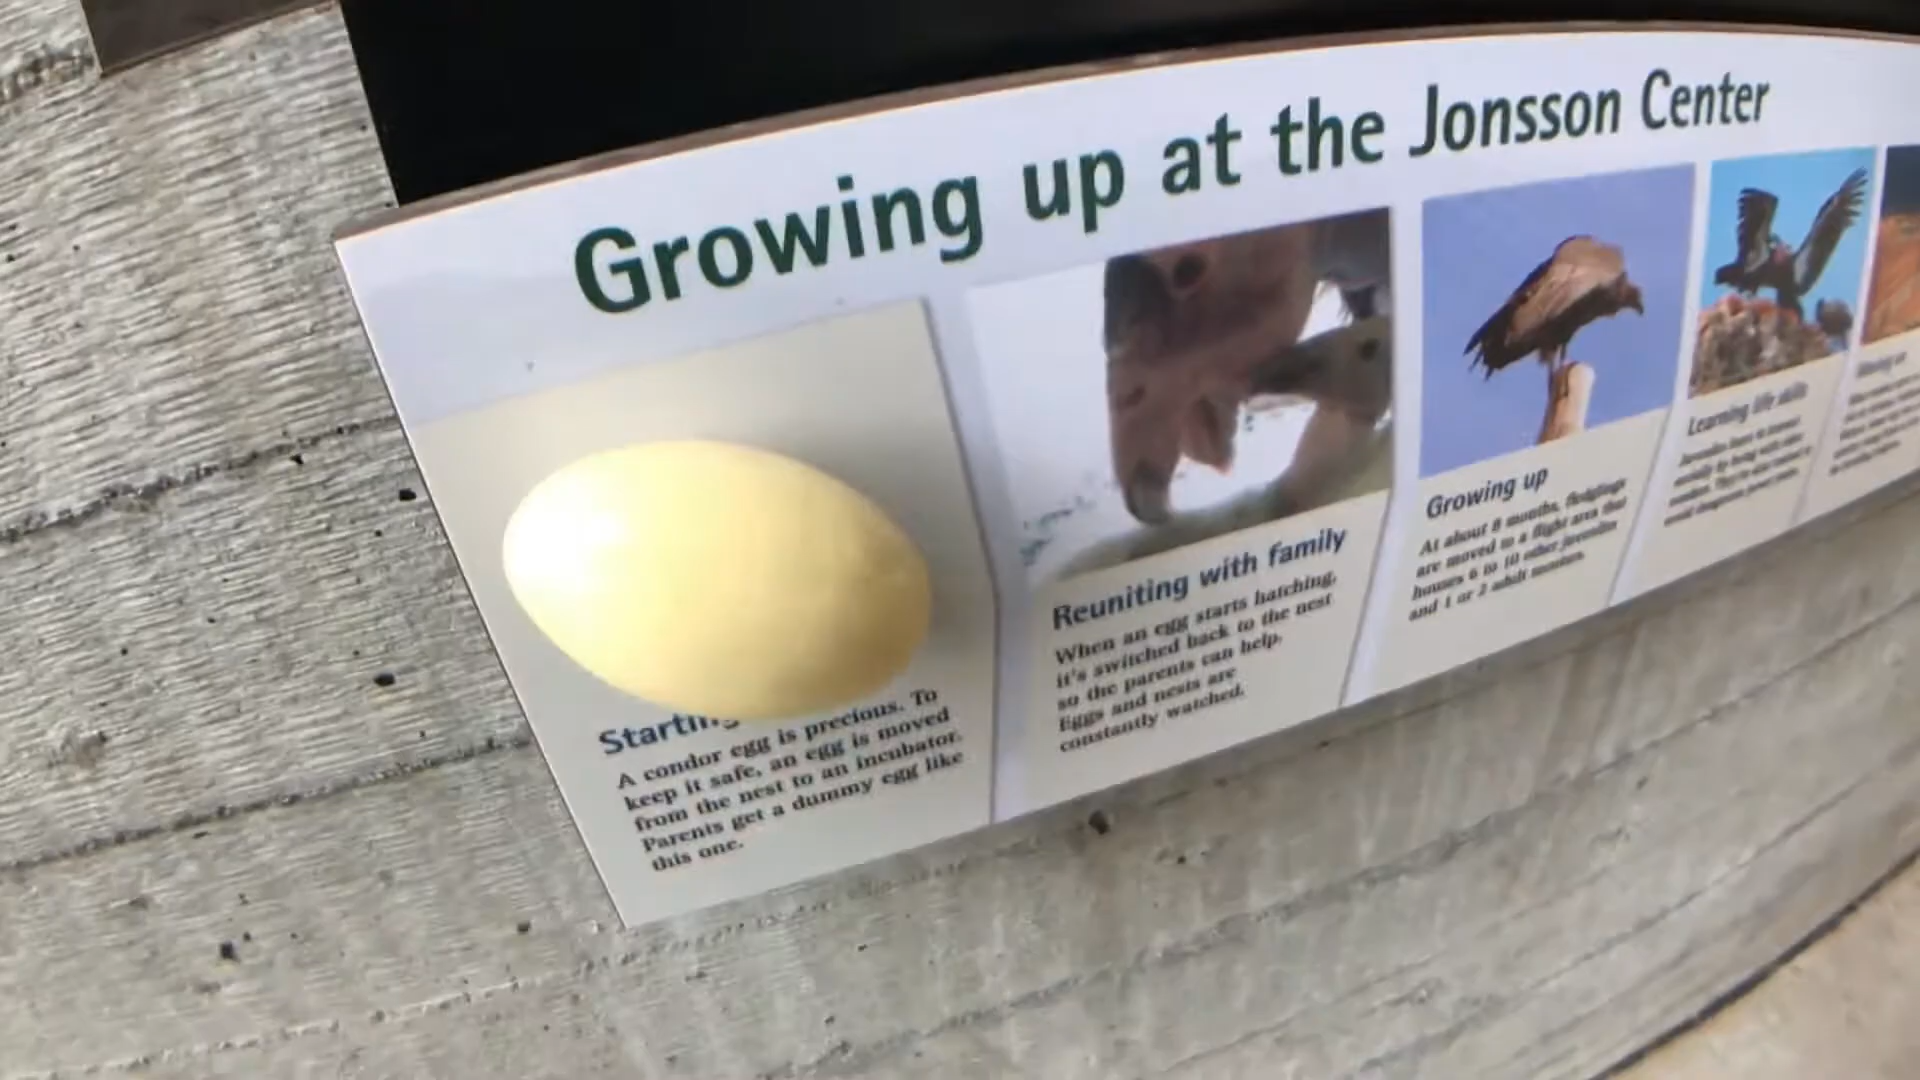 Growing up at the Jonsson Center
Starting
A condor egg is precious. To
keep it safe, an egg is moved
from the nest to an incubator.
Parents get a dummy egg like
this one.
Reuniting with family
When an egg starts hatching,
it's switched back to the nest
so the parents can help.
Eggs and nests are
constantly watched.
Growing up
At about 8 months, fledglings
are moved to a flight area that
houses 6 to 10 other juveniles
and 1 or 2 adult mentors.
Learning life skills